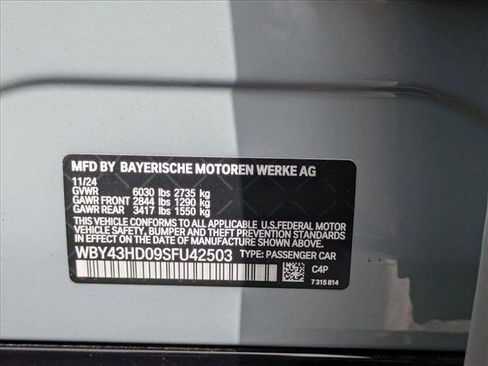 MFD BY BAYERISCHE MOTOREN WERKE AG
11/24
GVWR 6030 lbs 2735 kg
GAWR FRONT 2844 lbs 1290 kg
GAWR REAR 3417 lbs 1550 kg
THIS VEHICLE CONFORMS TO ALL APPLICABLE U.S.FEDERAL MOTOR
VEHICLE SAFETY, BUMPER AND THEFT PREVENTION STANDARDS
IN EFFECT ON THE DATE OF MANUFACTURE SHOWN ABOVE.
WBY43HD09SFU42503 TYPE: PASSENGER CAR
C4P
7315814